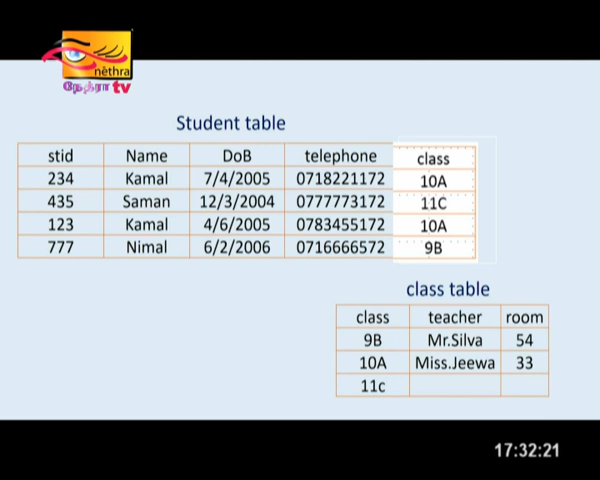 nèthra
நேத்ரா tv
Student table
stid Name DoB telephone class
234 Kamal 7/4/2005 0718221172 10A
435 Saman 12/3/2004 0777773172 11C
123 Kamal 4/6/2005 0783455172 10A
777 Nimal 6/2/2006 0716666572 9B
class table
class teacher room
9B Mr.Silva 54
10A Miss.Jeewa 33
11c
17:32:21